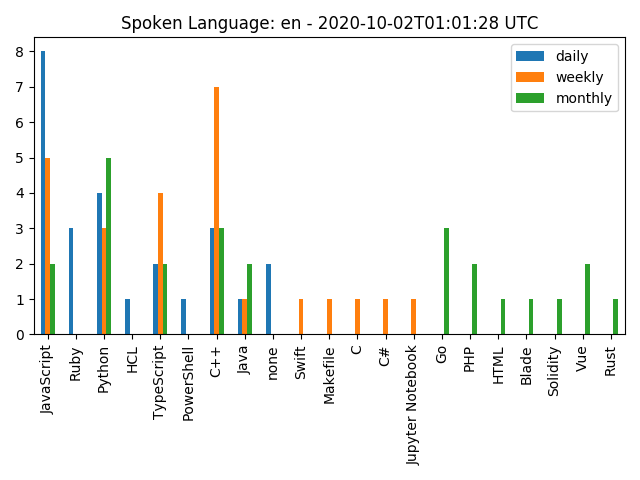 Spoken Language: en - 2020-10-02T01:01:28 UTC
daily
weekly
monthly
8
7
6
5
4
3
2
1
0
JavaScript
Ruby
Python
HCL
TypeScript
PowerShell
C++
Java
none
Swift
Makefile
C
C#
Jupyter Notebook
Go
PHP
HTML
Blade
Solidity
Vue
Rust